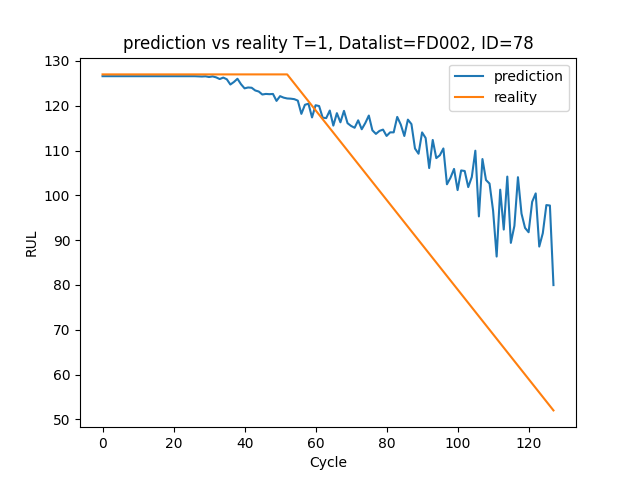 prediction vs reality T=1, Datalist=FD002, ID=78
130
120
110
100
90
80
70
60
50
RUL
prediction
reality
0 20 40 60 80 100 120
Cycle